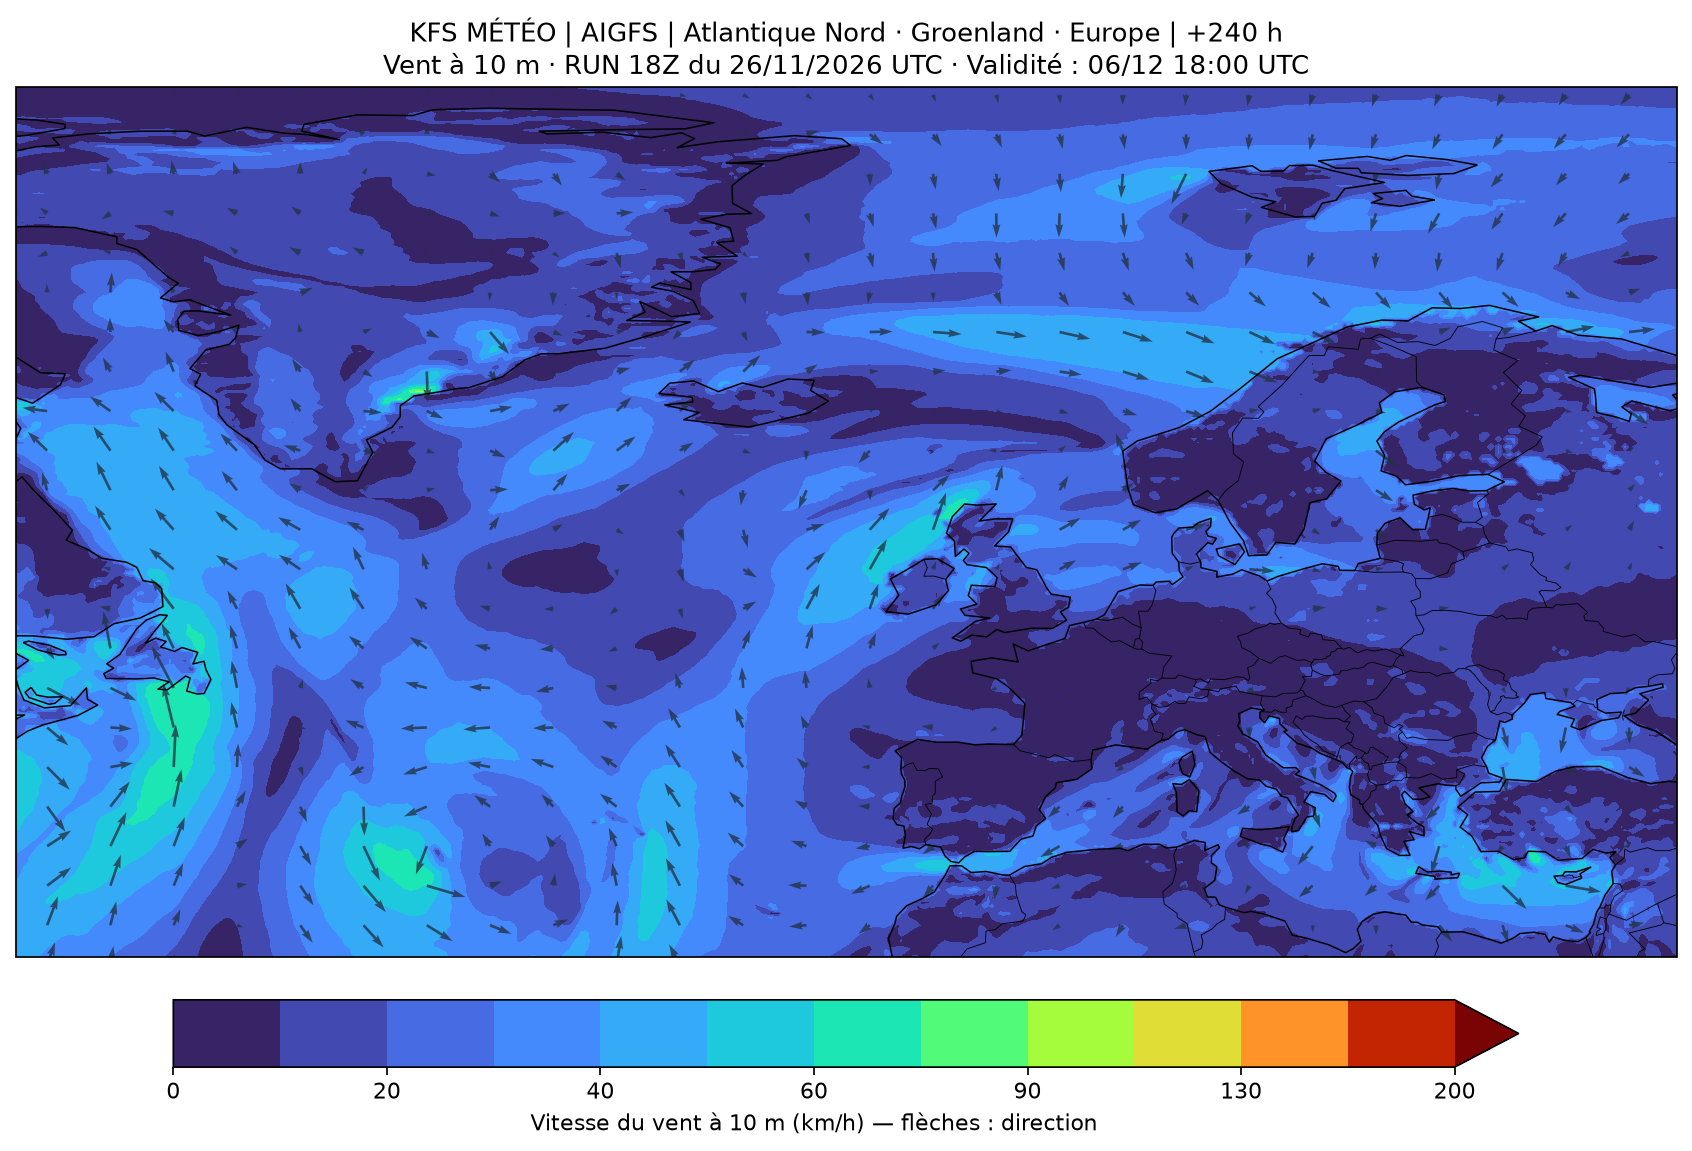 KFS MÉTÉO | AIGFS | Atlantique Nord · Groenland · Europe | +240 h
Vent à 10 m · RUN 18Z du 26/11/2026 UTC · Validité : 06/12 18:00 UTC
0 20 40 60 90 130 200
Vitesse du vent à 10 m (km/h) — flèches : direction